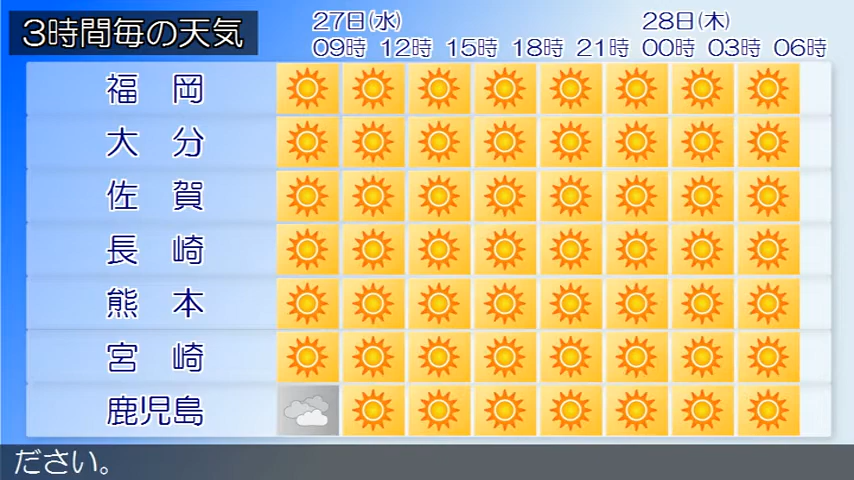 3時間毎の天気
27日(水) 28日(木)
09時 12時 15時 18時 21時 00時 03時 06時
福 岡
大 分
佐 賀
長 崎
熊 本
宮 崎
鹿児島
ださい。